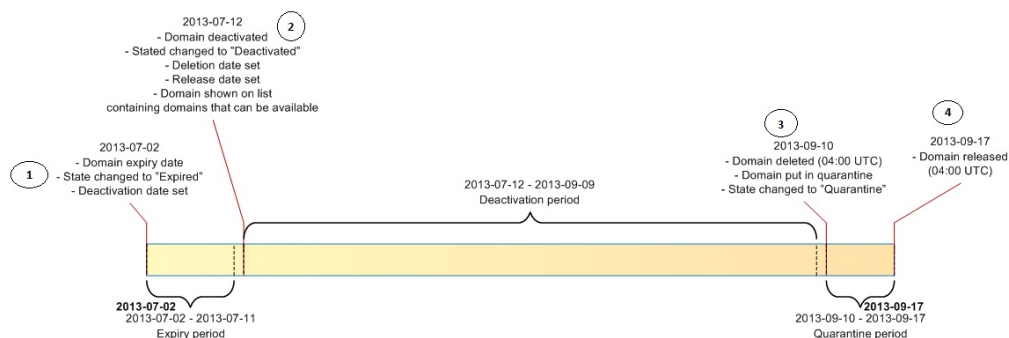 2013-07-12
2
- Domain deactivated
- Stated changed to "Deactivated"
- Deletion date set
- Release date set
- Domain shown on list
containing domains that can be available
1
2013-07-02
- Domain expiry date
- State changed to "Expired"
- Deactivation date set
2013-07-12 - 2013-09-09
Deactivation period
3
2013-09-10
- Domain deleted (04:00 UTC)
- Domain put in quarantine
- State changed to "Quarantine"
4
2013-09-17
- Domain released
(04:00 UTC)
2013-07-02
2013-07-02 - 2013-07-11
Expiry period
2013-09-17
2013-09-10 - 2013-09-17
Quarantine period